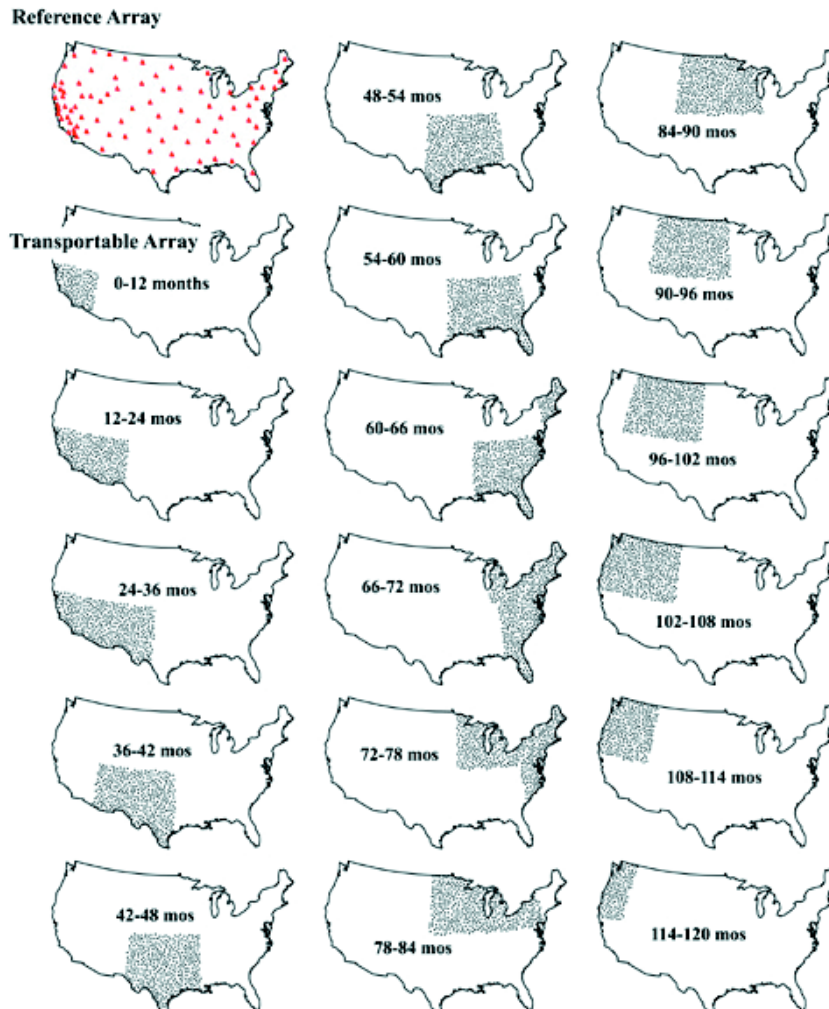 Reference Array
Transportable Array
0-12 months
12-24 mos
24-36 mos
36-42 mos
42-48 mos
48-54 mos
54-60 mos
60-66 mos
66-72 mos
72-78 mos
78-84 mos
84-90 mos
90-96 mos
96-102 mos
102-108 mos
108-114 mos
114-120 mos